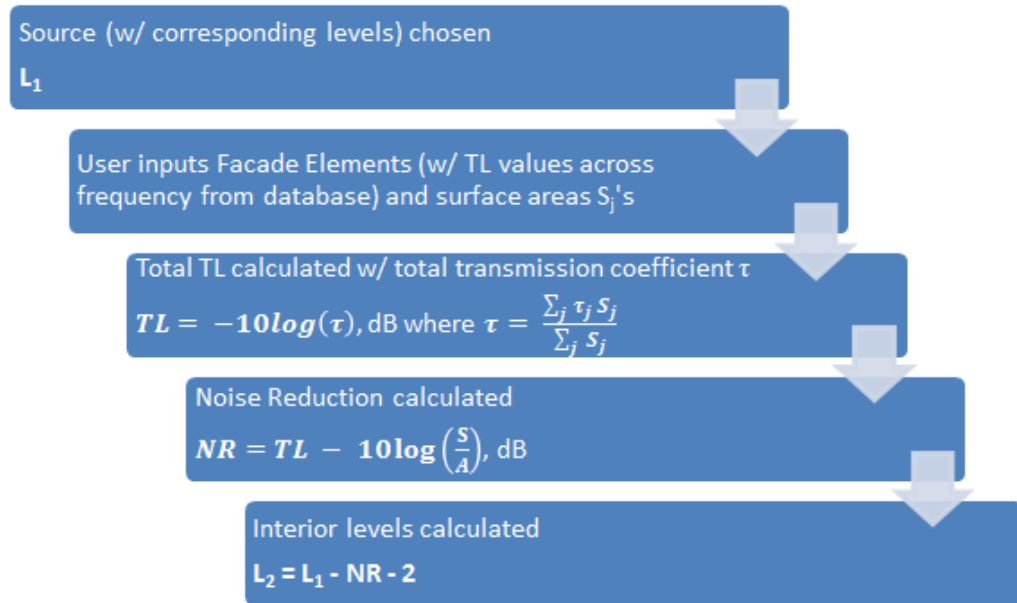 Source (w/ corresponding levels) chosen
L₁
User inputs Facade Elements (w/ TL values across
frequency from database) and surface areas Sⱼ's
Total TL calculated w/ total transmission coefficient τ
TL = −10log(τ), dB where τ = ∑ⱼ τⱼ Sⱼ / ∑ⱼ Sⱼ
Noise Reduction calculated
NR = TL − 10log(S/A), dB
Interior levels calculated
L₂ = L₁ - NR - 2